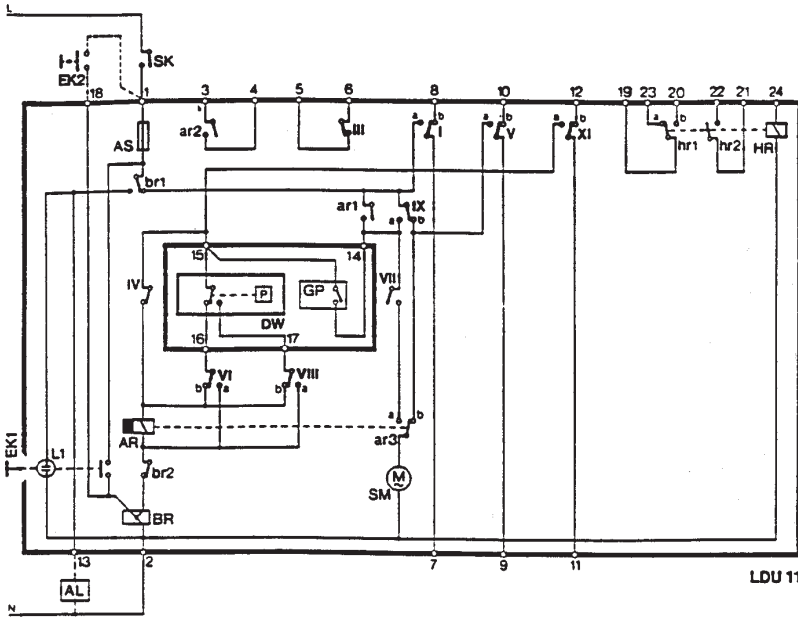 L
SK
EK2
18 1 3 4 5 6 8 10 12 19 23 20 22 21 24
AS
ar2
III
a b I
a b V
a b XI
a b
hr1
hr2
HR
br1
ar1
IX
a a b
15 14
IV
P
GP
VII
DW
16 17
VI
VIII
b a b a
a b
AR
ar3
EK1
L1
br2
M
~
SM
BR
13 2 7 9 11
LDU 11
AL
N